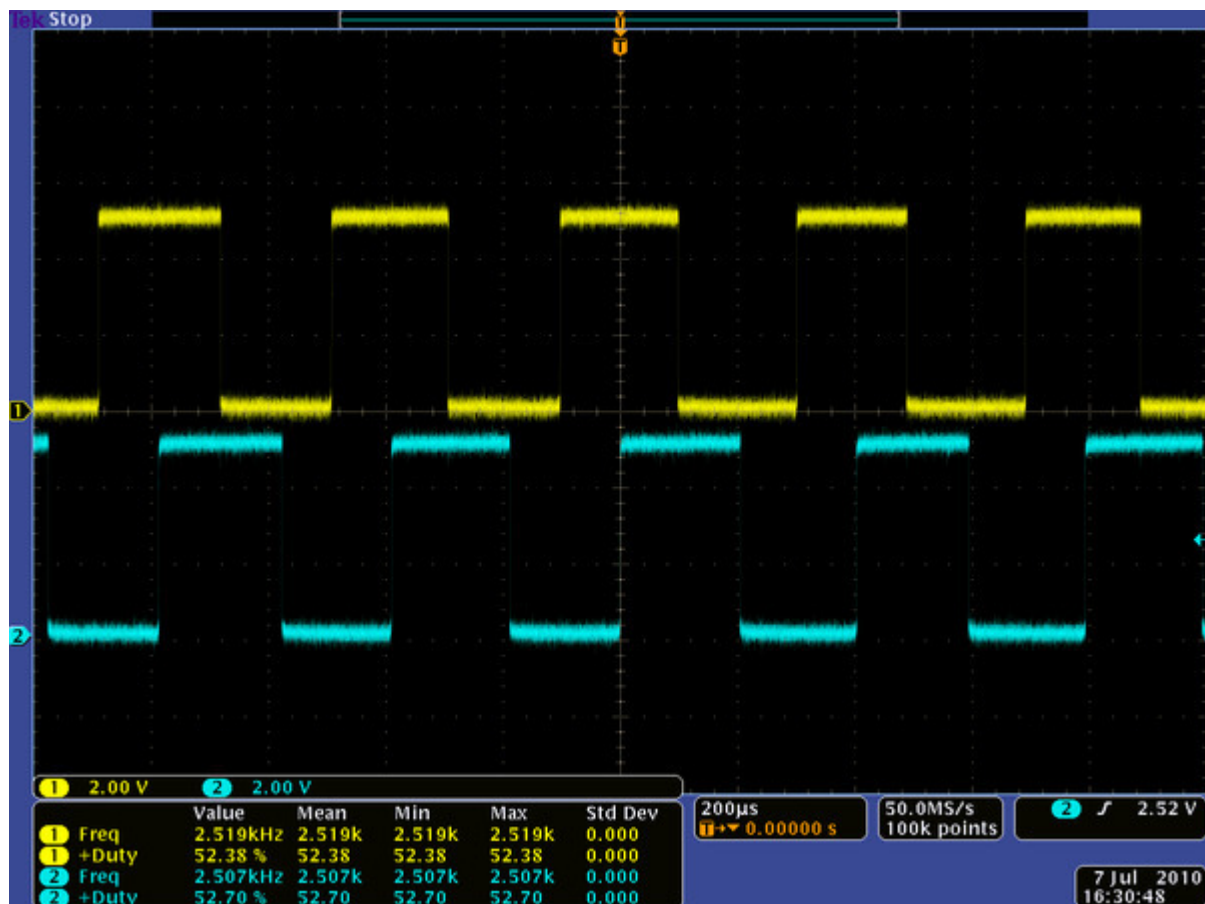 Tek Stop
T
T
1
2
1 2.00 V 2 2.00 V
Value Mean Min Max Std Dev
1 Freq 2.519kHz 2.519k 2.519k 2.519k 0.000
1 +Duty 52.38 % 52.38 52.38 52.38 0.000
2 Freq 2.507kHz 2.507k 2.507k 2.507k 0.000
2 +Duty 52.70 % 52.70 52.70 52.70 0.000
200µs
T→▼ 0.00000 s
50.0MS/s
100k points
2 ∫ 2.52 V
7 Jul 2010
16:30:48